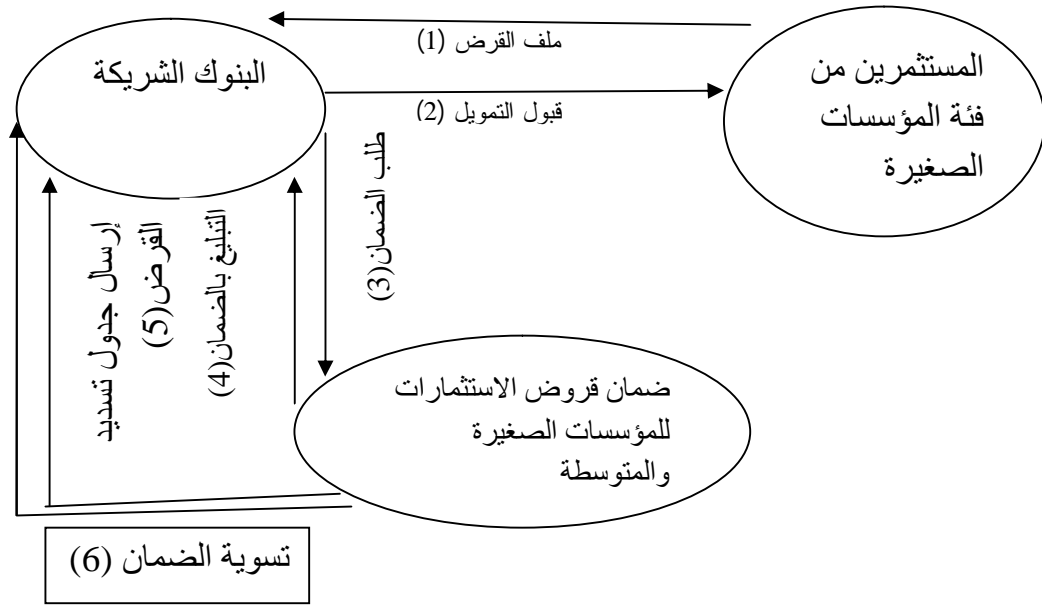 ملف القرض (1)
المستثمرين من
فئة المؤسسات
الصغيرة
البنوك الشريكة
قبول التمويل (2)
طلب الضمان(3)
التبليغ بالضمان(4)
إرسال جدول تسديد
القرض(5)
ضمان قروض الاستثمارات
للمؤسسات الصغيرة
والمتوسطة
تسوية الضمان (6)